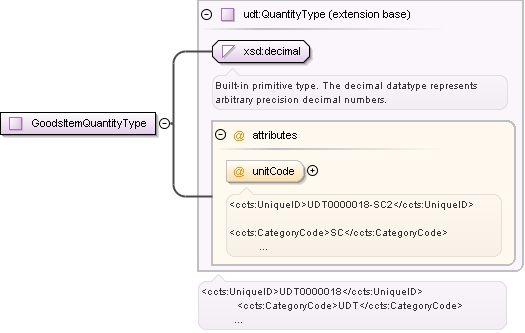 udt:QuantityType (extension base)
xsd:decimal
Built-in primitive type. The decimal datatype represents
arbitrary precision decimal numbers.
GoodsItemQuantityType
@ attributes
@ unitCode
<ccts:UniqueID>UDT0000018-SC2</ccts:UniqueID>
<ccts:CategoryCode>SC</ccts:CategoryCode>
...
<ccts:UniqueID>UDT0000018</ccts:UniqueID>
<ccts:CategoryCode>UDT</ccts:CategoryCode>
...